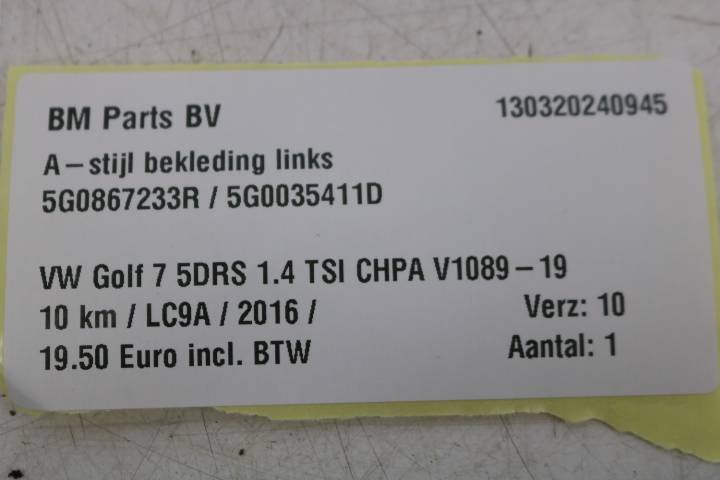 BM Parts BV 130320240945
A-stijl bekleding links
5G0867233R / 5G0035411D
VW Golf 7 5DRS 1.4 TSI CHPA V1089-19
10 km / LC9A / 2016 / Verz: 10
19.50 Euro incl. BTW Aantal: 1